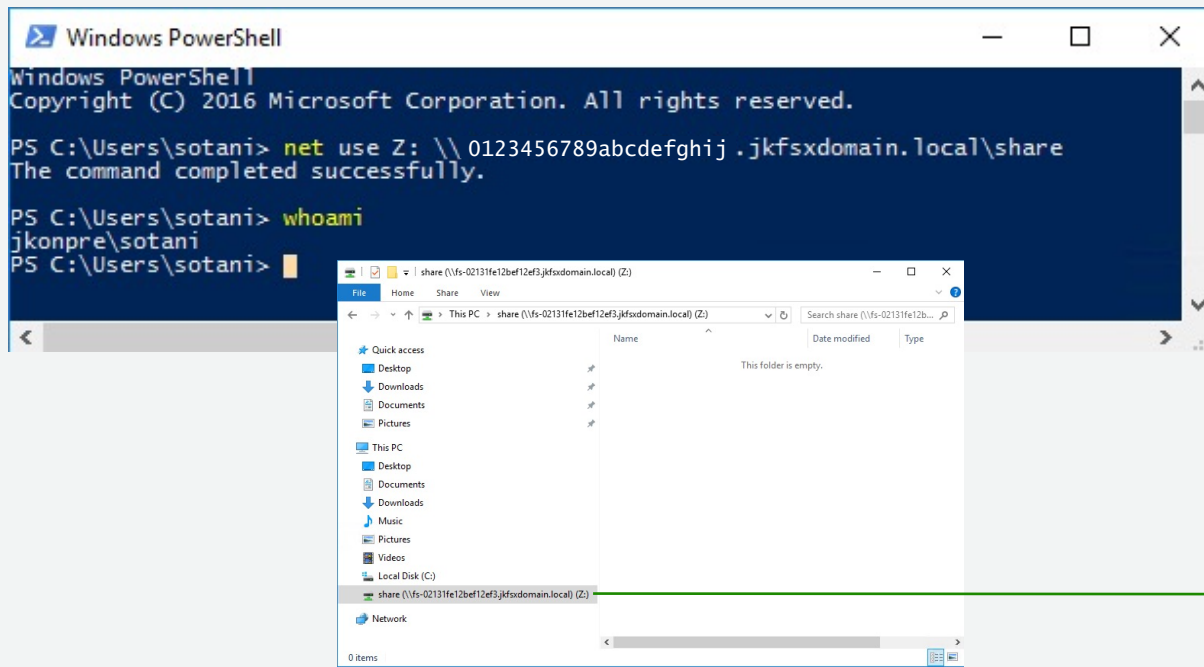 Windows PowerShell
Windows PowerShell
Copyright (C) 2016 Microsoft Corporation. All rights reserved.
PS C:\Users\sotani> net use Z: \\ 0123456789abcdefghij .jkfsxdomain.local\share
The command completed successfully.
PS C:\Users\sotani> whoami
jkonpre\sotani
PS C:\Users\sotani>
share (\\fs-02131fe12bef12ef3.jkfsxdomain.local) (Z:)
File Home Share View
This PC > share (\\fs-02131fe12bef12ef3.jkfsxdomain.local) (Z:) Search share (\\fs-02131fe12b...
Name Date modified Type
This folder is empty.
Quick access
Desktop
Downloads
Documents
Pictures
This PC
Desktop
Documents
Downloads
Music
Pictures
Videos
Local Disk (C:)
share (\\fs-02131fe12bef12ef3.jkfsxdomain.local) (Z:)
Network
0 items